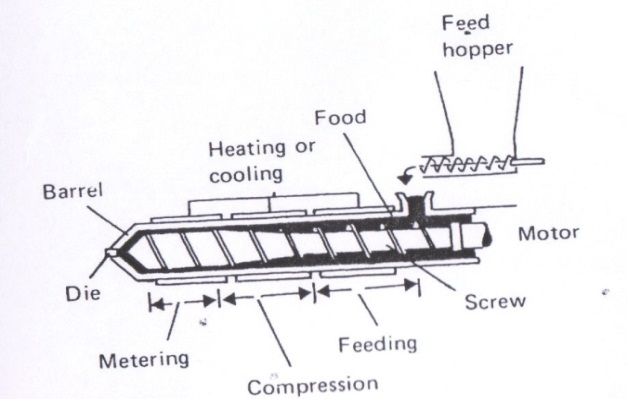 Feed
hopper
Food
Heating or
cooling
Barrel
Motor
Die
Screw
Feeding
Metering
Compression